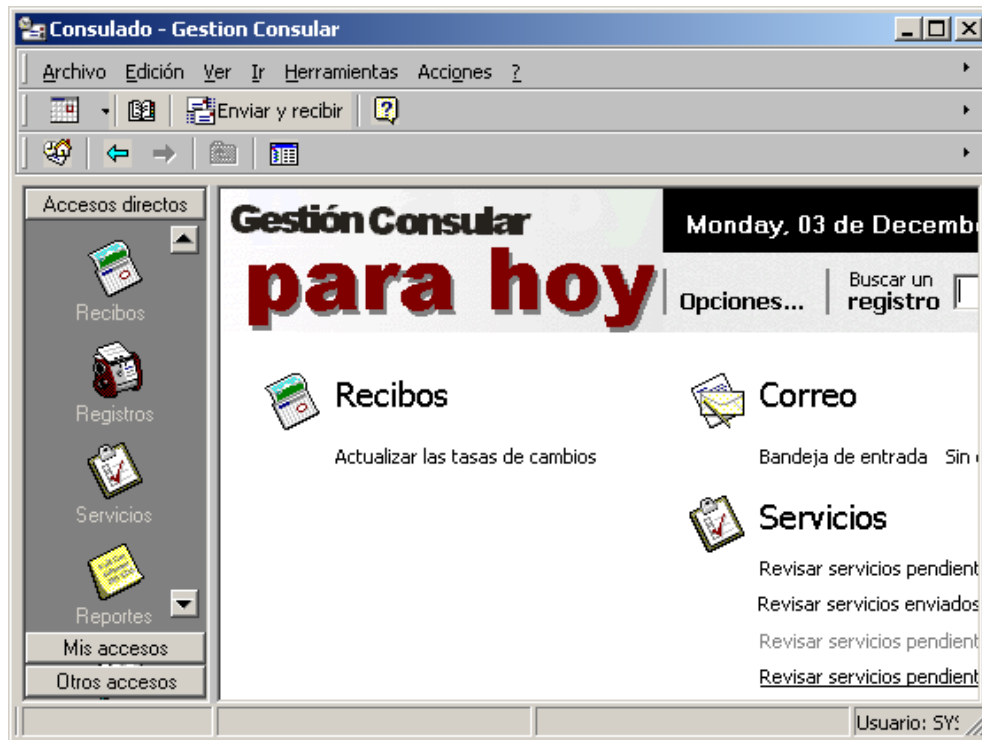 Consulado - Gestion Consular
Archivo Edición Ver Ir Herramientas Acciones ?
Enviar y recibir
Accesos directos
Recibos
Registros
Servicios
Reportes
Mis accesos
Otros accesos
Gestión Consular
para hoy
Monday, 03 de Decemb
Opciones...
Buscar un
registro
Recibos
Actualizar las tasas de cambios
Correo
Bandeja de entrada Sin
Servicios
Revisar servicios pendient
Revisar servicios enviados
Revisar servicios pendient
Revisar servicios pendient
Usuario: SYS